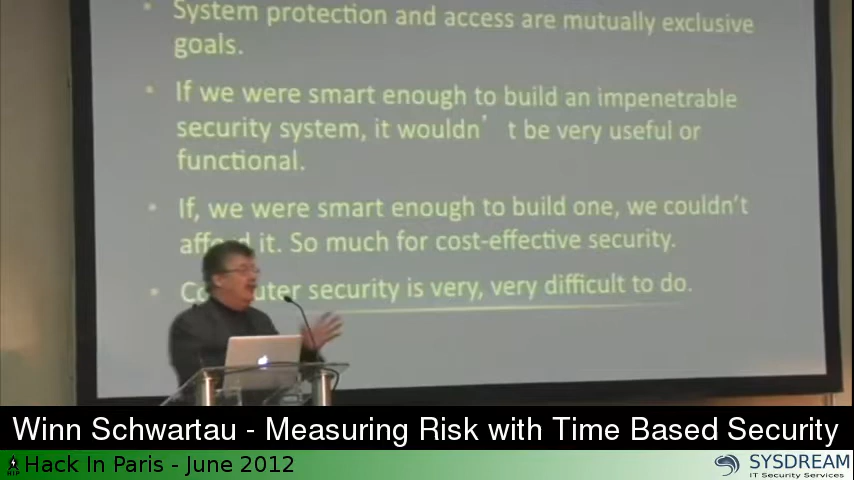 • System protection and access are mutually exclusive
goals.
• If we were smart enough to build an impenetrable
security system, it wouldn' t be very useful or
functional.
• If, we were smart enough to build one, we couldn't
afford it. So much for cost-effective security.
• Computer security is very, very difficult to do.
Winn Schwartau - Measuring Risk with Time Based Security
Hack In Paris - June 2012
SYSDREAM
IT Security Services